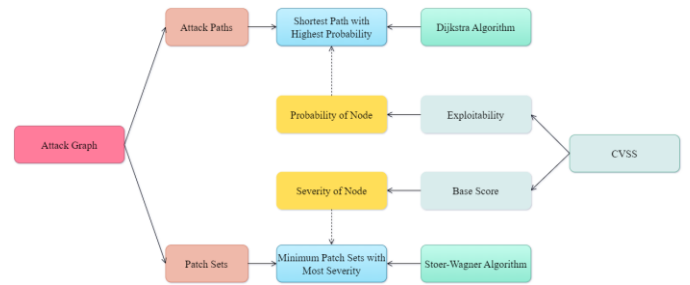 Attack Paths
Shortest Path with
Highest Probability
Dijkstra Algorithm
Probability of Node
Exploitability
Attack Graph
CVSS
Severity of Node
Base Score
Patch Sets
Minimum Patch Sets with
Most Severity
Stoer-Wagner Algorithm